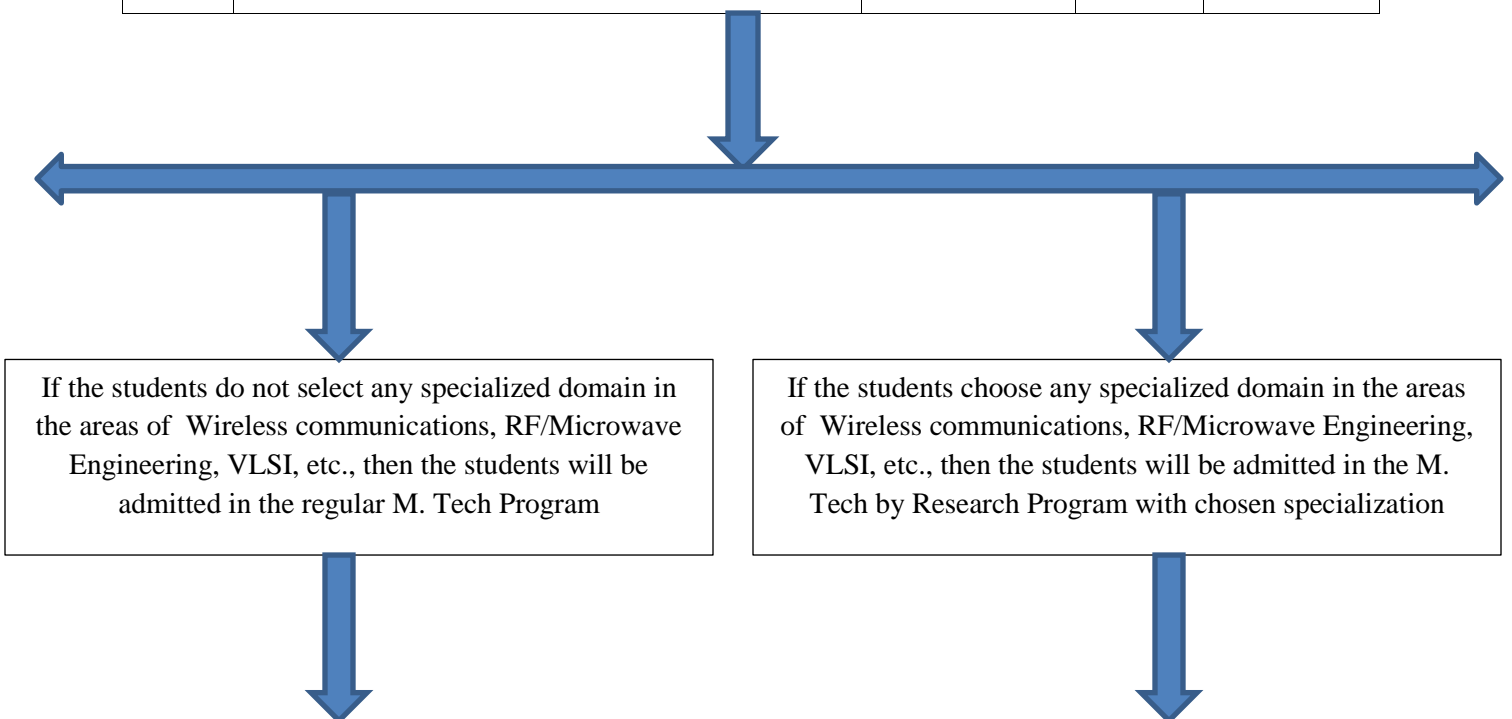 If the students do not select any specialized domain in
the areas of  Wireless communications, RF/Microwave
Engineering, VLSI, etc., then the students will be
admitted in the regular M. Tech Program
If the students choose any specialized domain in the areas
of  Wireless communications, RF/Microwave Engineering,
VLSI, etc., then the students will be admitted in the M.
Tech by Research Program with chosen specialization